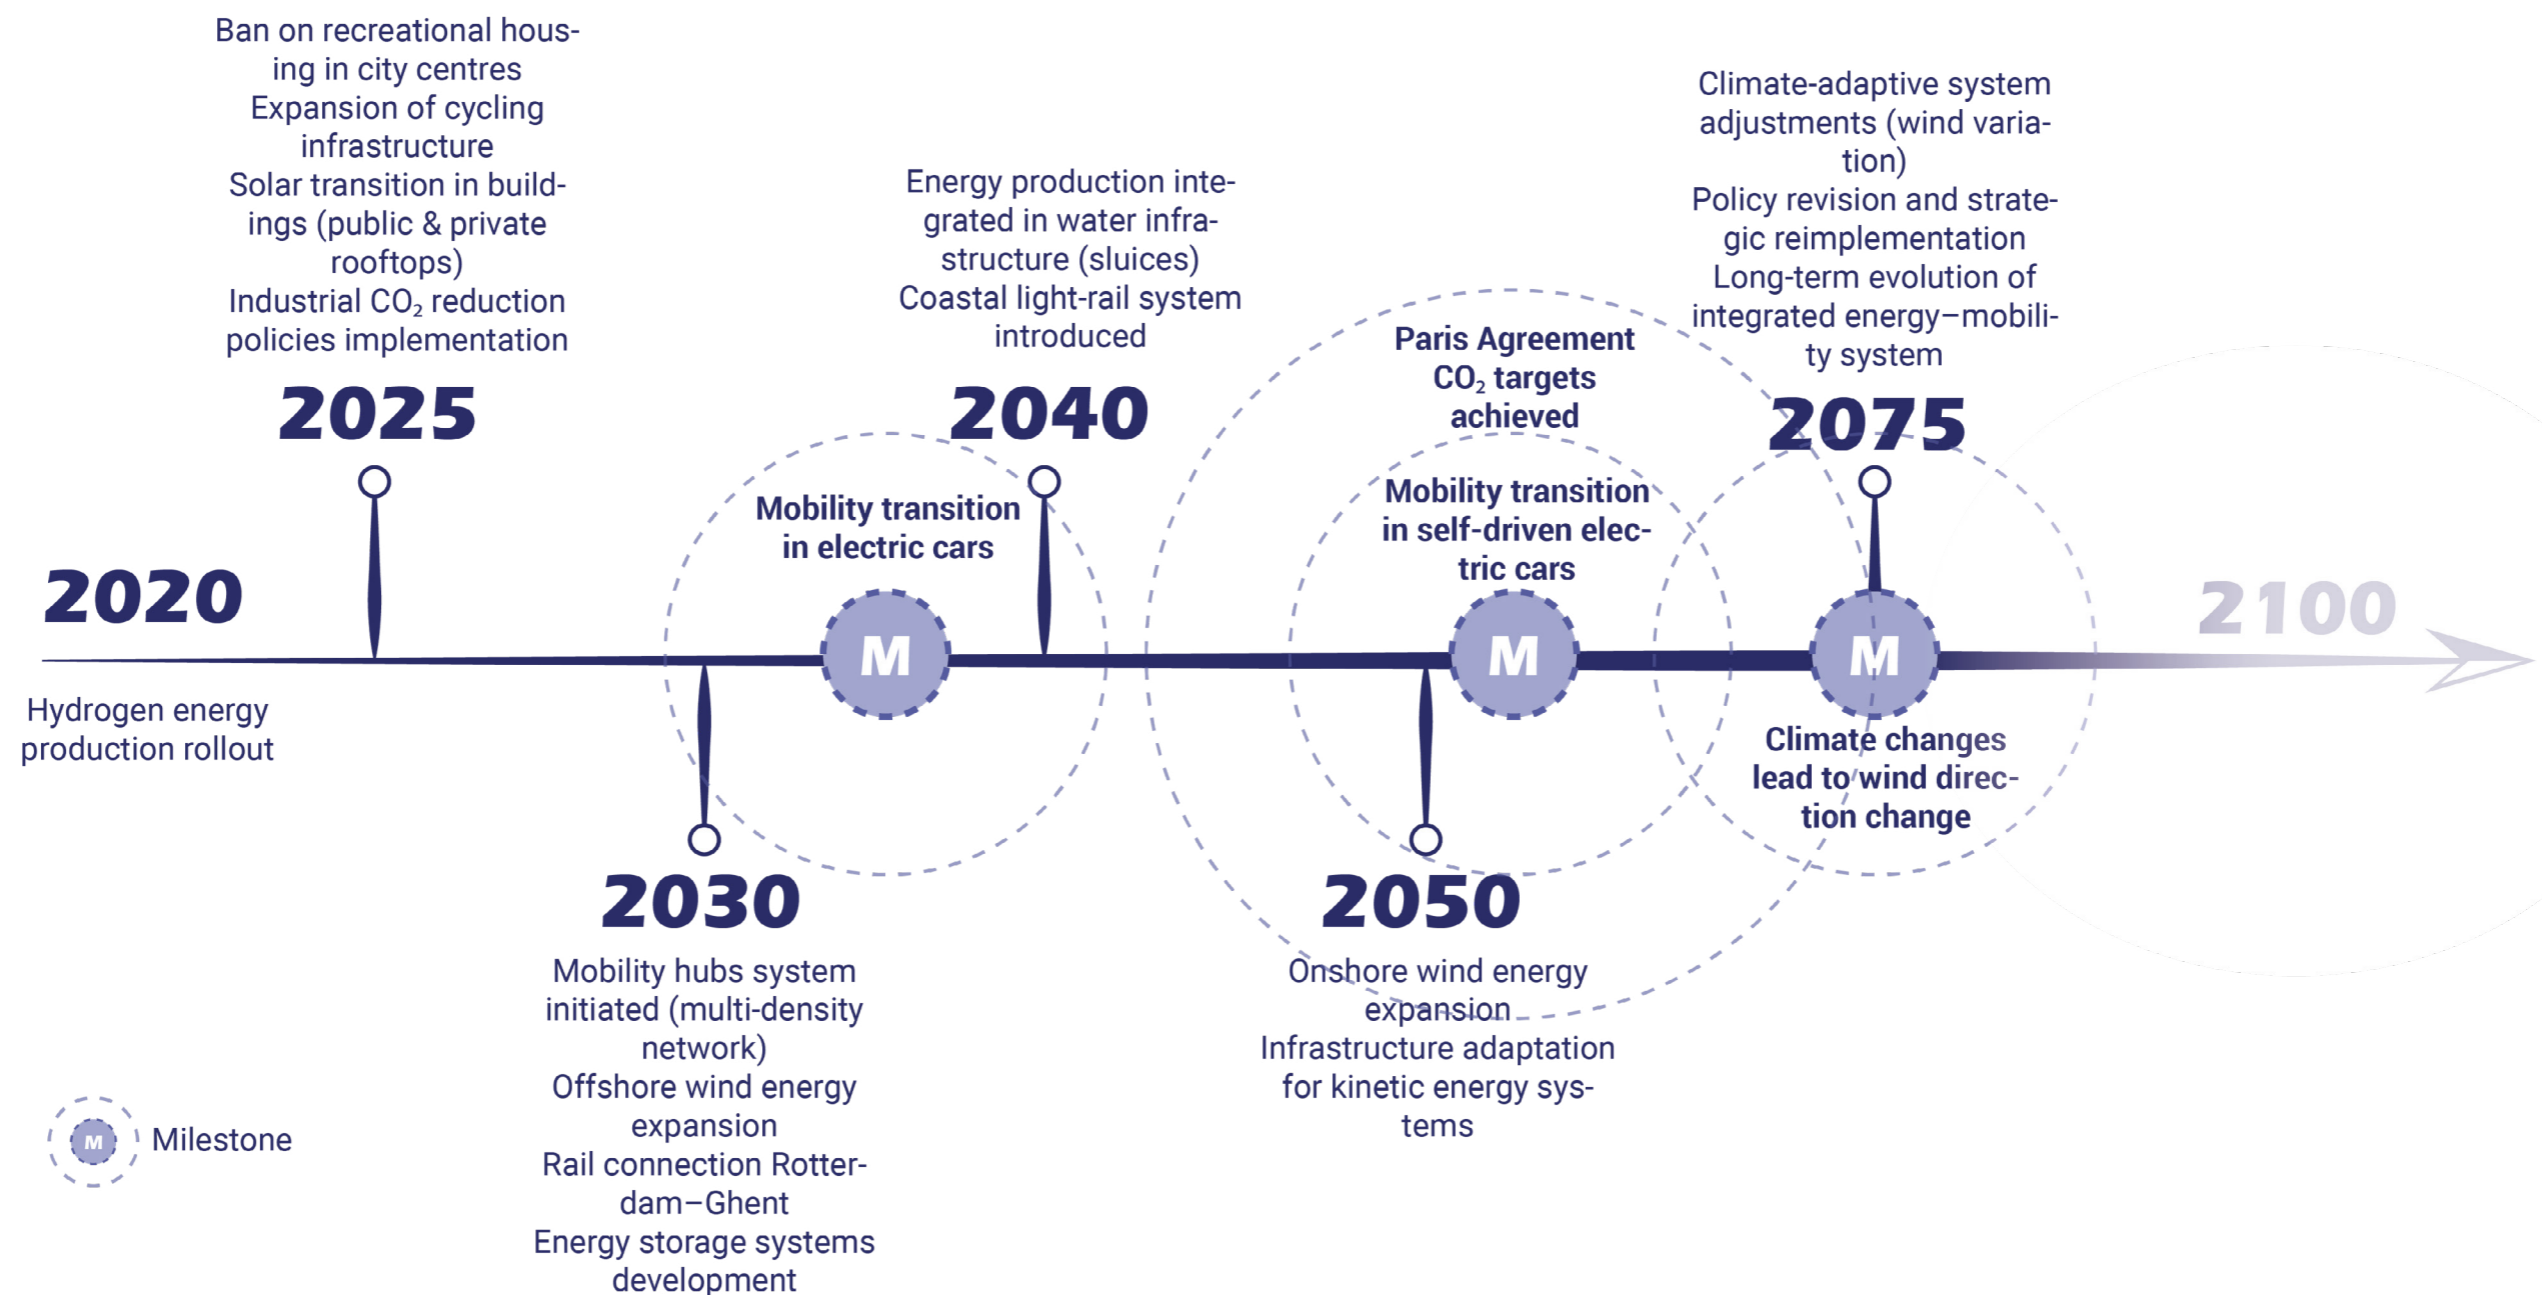 Ban on recreational hous-
ing in city centres
Expansion of cycling
infrastructure
Solar transition in build-
ings (public & private
rooftops)
Industrial CO₂ reduction
policies implementation
2025
Energy production inte-
grated in water infra-
structure (sluices)
Coastal light-rail system
introduced
2040
Climate-adaptive system
adjustments (wind varia-
tion)
Policy revision and strate-
gic reimplementation
Long-term evolution of
integrated energy–mobili-
ty system
2075
Paris Agreement
CO₂ targets
achieved
Mobility transition
in electric cars
Mobility transition
in self-driven elec-
tric cars
2020
2100
M
M
M
Hydrogen energy
production rollout
Climate changes
lead to wind direc-
tion change
2030
Mobility hubs system
initiated (multi-density
network)
Offshore wind energy
expansion
Rail connection Rotter-
dam–Ghent
Energy storage systems
development
2050
Onshore wind energy
expansion
Infrastructure adaptation
for kinetic energy sys-
tems
M
Milestone